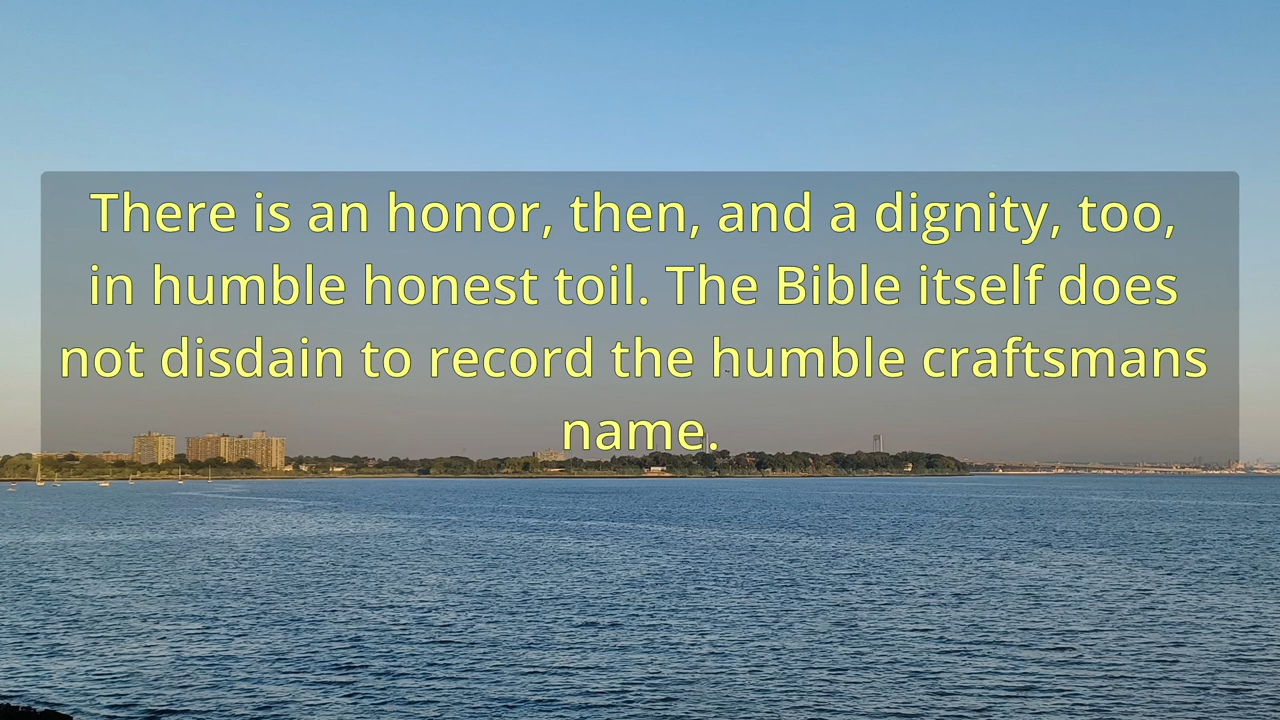 There is an honor, then, and a dignity, too,
in humble honest toil. The Bible itself does
not disdain to record the humble craftsmans
name.